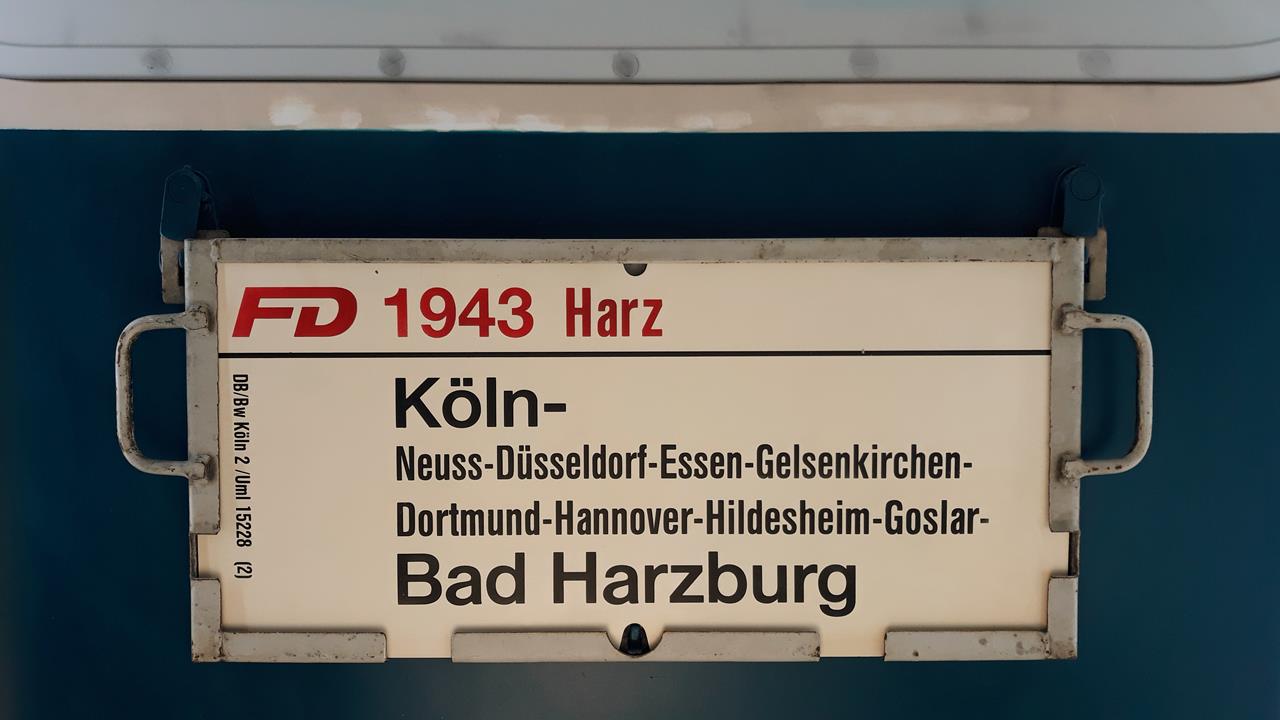 FD 1943 Harz
Köln-
Neuss-Düsseldorf-Essen-Gelsenkirchen-
Dortmund-Hannover-Hildesheim-Goslar-
Bad Harzburg
DB/Bw Köln 2 /Uml 15228 (2)